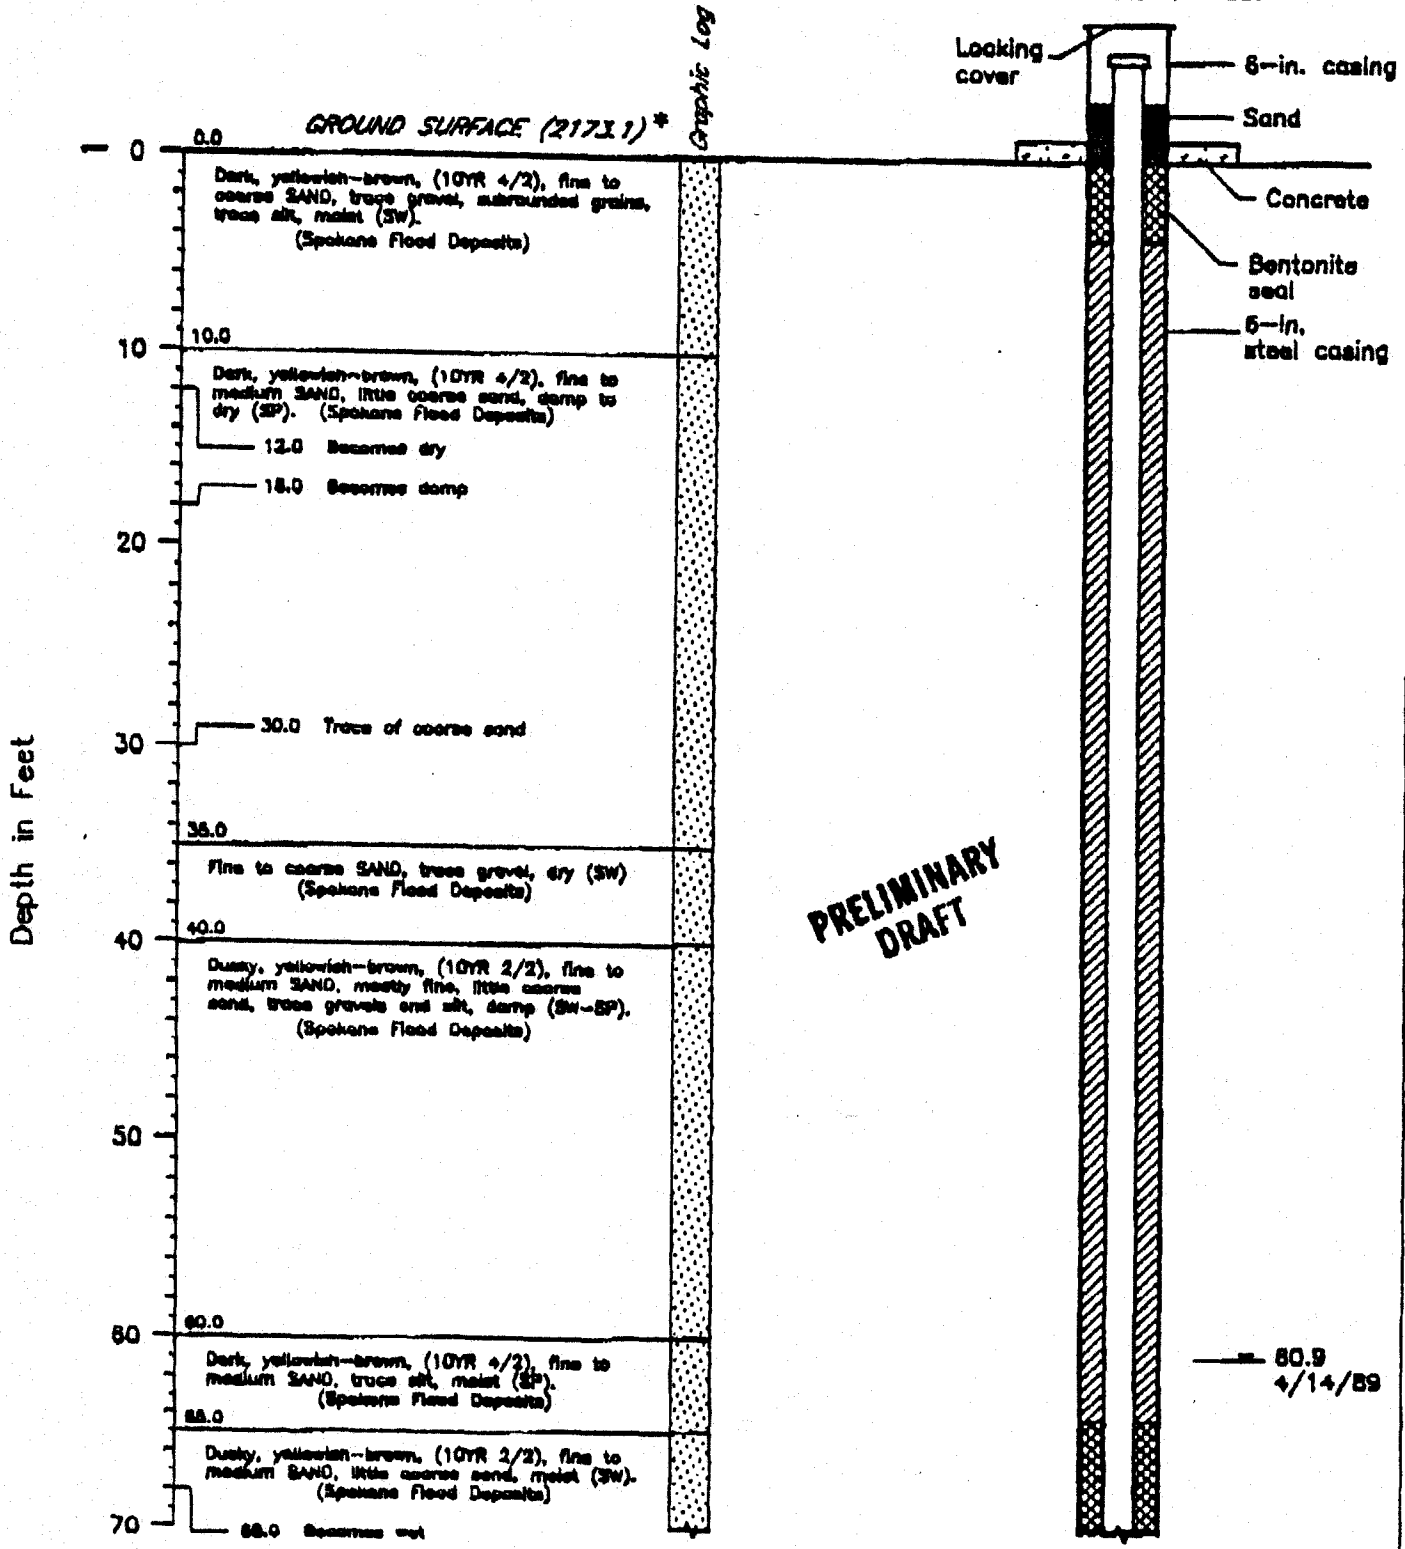 Graphic Log
GROUND SURFACE (2173.1) *
Locking
cover
6-in. casing
Sand
Concrete
Bentonite
seal
6-in.
steel casing
Depth in Feet
0
0.0
Dark, yellowish-brown, (10YR 4/2), fine to
coarse SAND, trace gravel, subrounded grains,
trace silt, moist (SW).
(Spokane Flood Deposits)
10
10.0
Dark, yellowish-brown, (10YR 4/2), fine to
medium SAND, little coarse sand, damp to
dry (SP). (Spokane Flood Deposits)
12.0 Becomes dry
18.0 Becomes damp
20
30
30.0 Trace of coarse sand
35.0
Fine to coarse SAND, trace gravel, dry (SW)
(Spokane Flood Deposits)
40
40.0
Dusky, yellowish-brown, (10YR 2/2), fine to
medium SAND, mostly fine, little coarse
sand, trace gravels and silt, damp (SW-SP).
(Spokane Flood Deposits)
50
60
60.0
Dark, yellowish-brown, (10YR 4/2), fine to
medium SAND, trace silt, moist (SP).
(Spokane Flood Deposits)
65.0
Dusky, yellowish-brown, (10YR 2/2), fine to
medium SAND, little coarse sand, moist (SW).
(Spokane Flood Deposits)
70
68.0 Becomes wet
PRELIMINARY
DRAFT
60.9
4/14/89